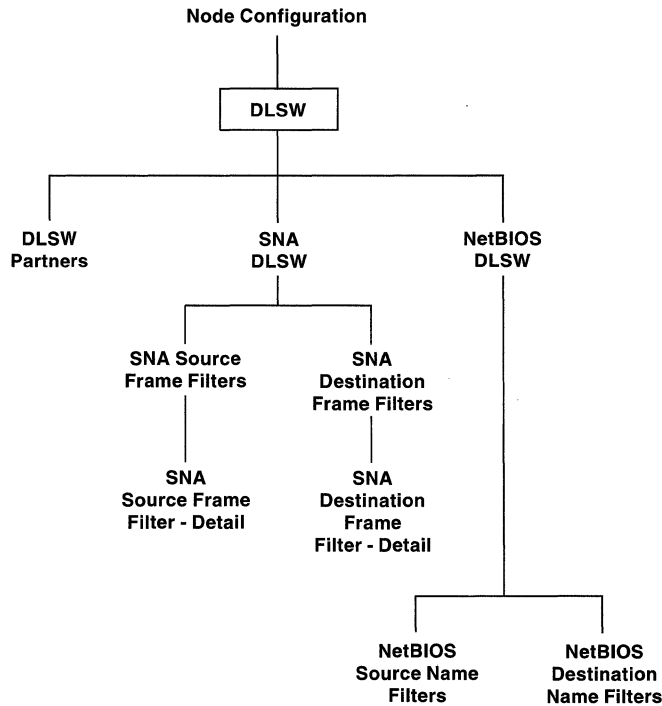 Node Configuration
DLSW
DLSW
Partners
SNA
DLSW
NetBIOS
DLSW
SNA Source
Frame Filters
SNA
Destination
Frame Filters
SNA
Source Frame
Filter - Detail
SNA
Destination
Frame
Filter - Detail
NetBIOS
Source Name
Filters
NetBIOS
Destination
Name Filters